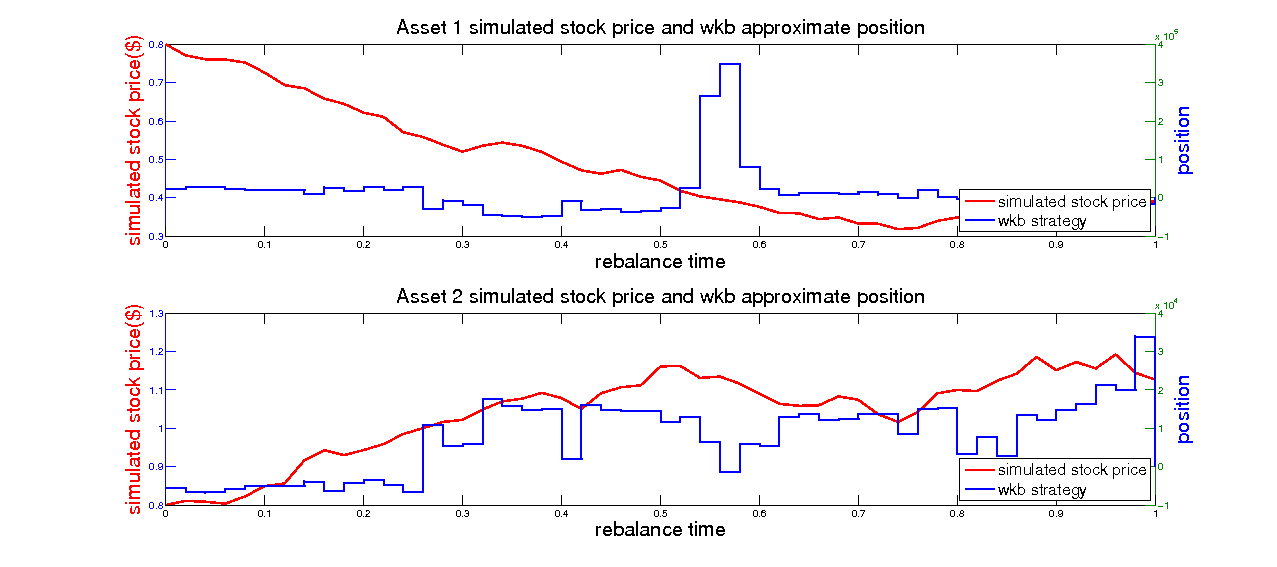 Asset 1 simulated stock price and wkb approximate position
x 10^5
simulated stock price($)
0.8
0.7
0.6
0.5
0.4
0.3
4
3
2
1
0
-1
position
simulated stock price
wkb strategy
0 0.1 0.2 0.3 0.4 0.5 0.6 0.7 0.8 0.9 1
rebalance time
Asset 2 simulated stock price and wkb approximate position
x 10^4
simulated stock price($)
1.3
1.2
1.1
1
0.9
0.8
4
3
2
1
0
-1
position
simulated stock price
wkb strategy
0 0.1 0.2 0.3 0.4 0.5 0.6 0.7 0.8 0.9 1
rebalance time